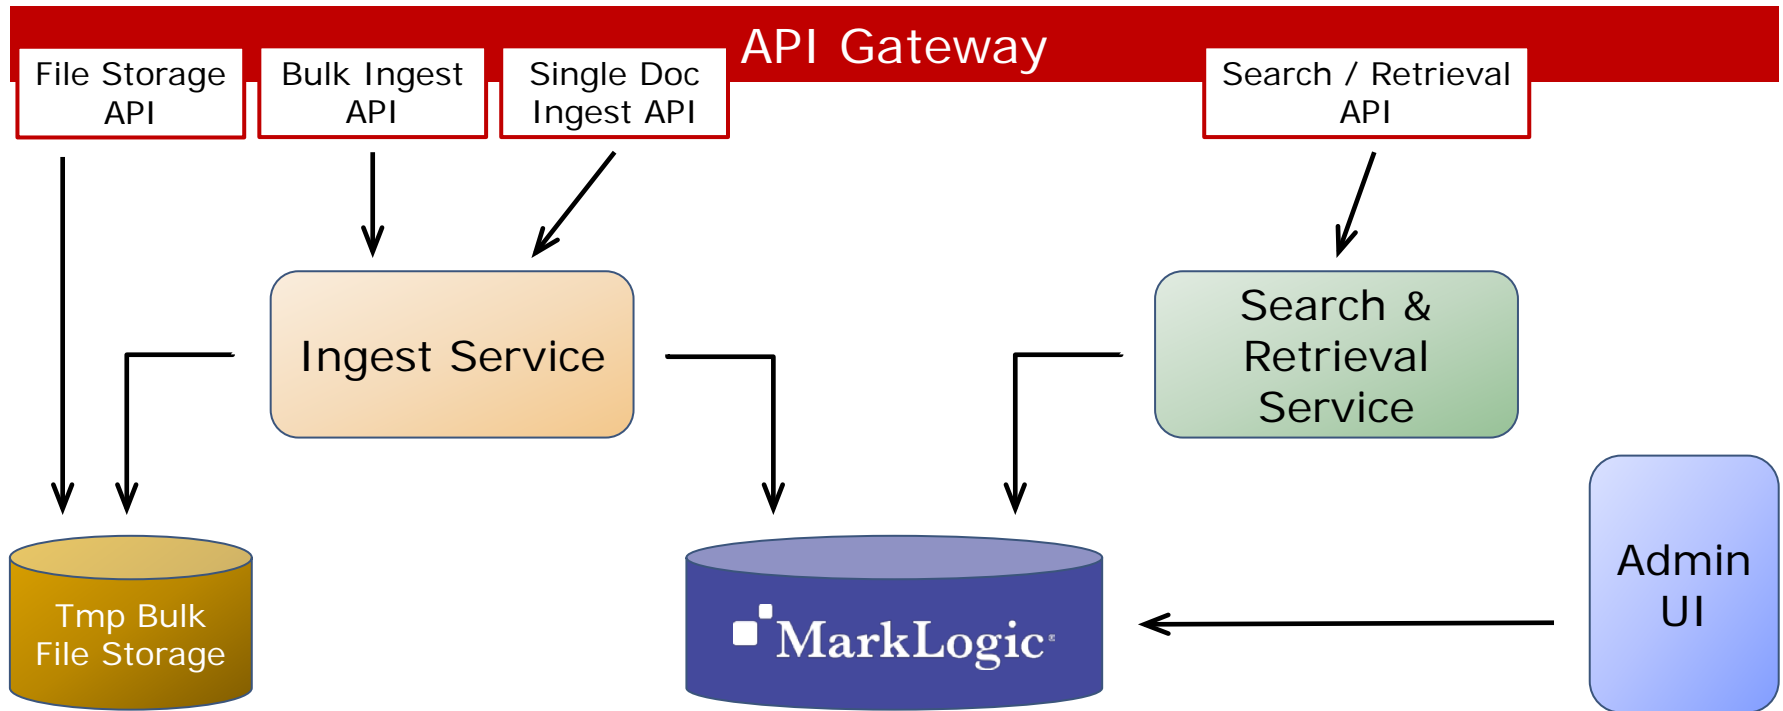 API Gateway
File Storage
API
Bulk Ingest
API
Single Doc
Ingest API
Search / Retrieval
API
Ingest Service
Search &
Retrieval
Service
Tmp Bulk
File Storage
MarkLogic®
Admin
UI